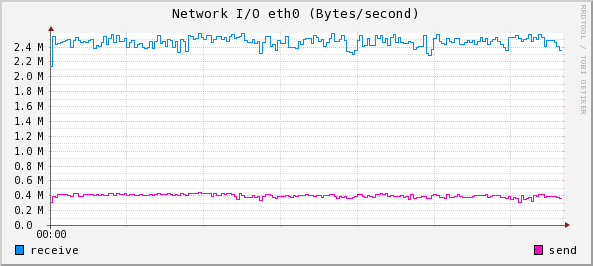 Network I/O eth0 (Bytes/second)
RRDTOOL / TOBI OETIKER
2.4 M
2.2 M
2.0 M
1.8 M
1.6 M
1.4 M
1.2 M
1.0 M
0.8 M
0.6 M
0.4 M
0.2 M
0.0
00:00
receive
send